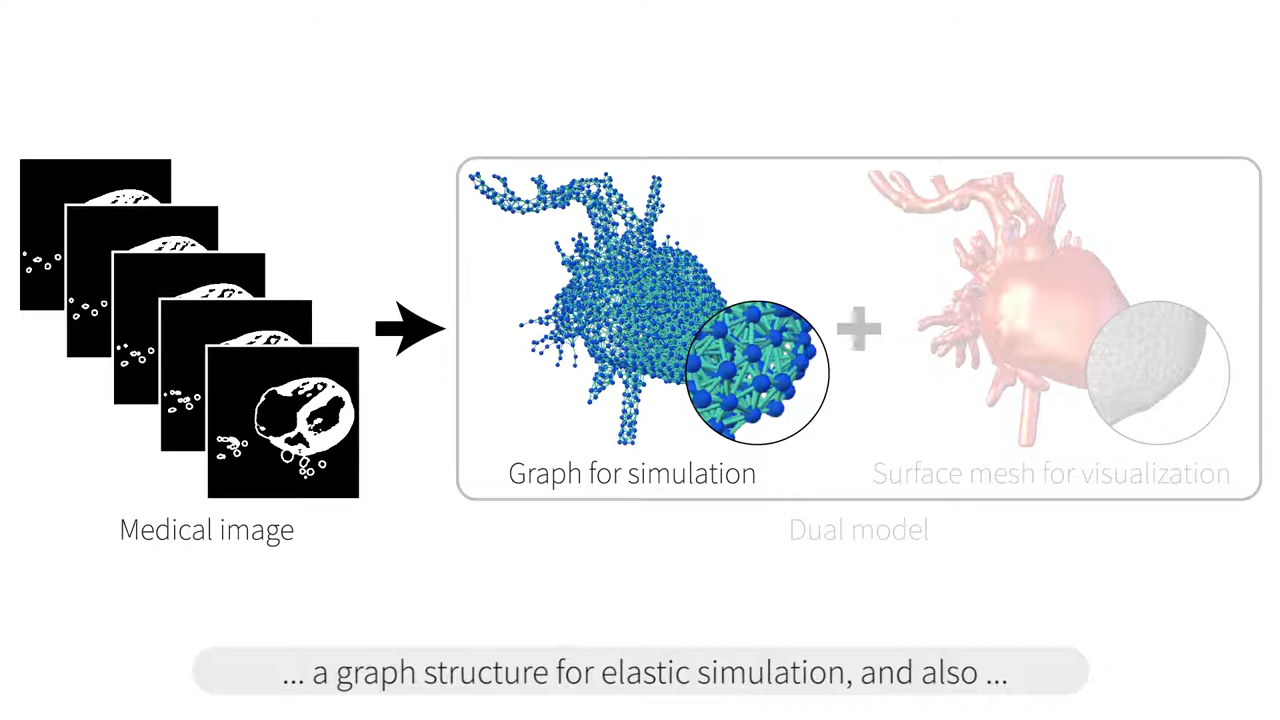 Graph for simulation
Surface mesh for visualization
Medical image
Dual model
... a graph structure for elastic simulation, and also ...